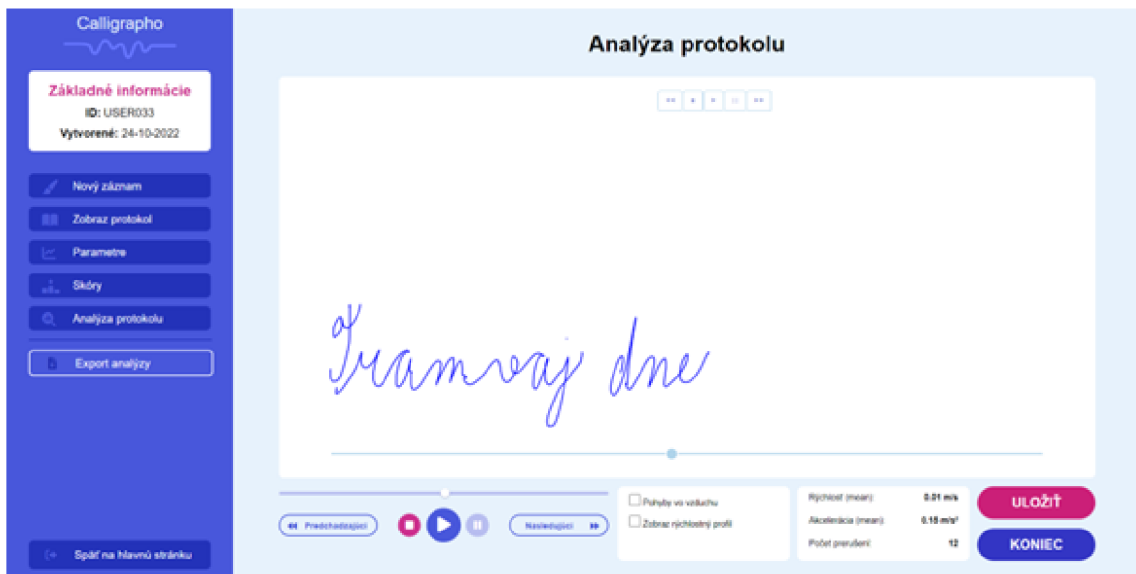 Calligrapho
Analýza protokolu
Základné informácie
ID: USER033
Vytvorené: 24-10-2022
Nový záznam
Zobraz protokol
Parametre
Skóry
Analýza protokolu
Export analýzy
Späť na hlavnú stránku
Tramvaj dne
Predchadzajúci
Nasledujúci
Pohyby vo vzduchu
Zobraz rýchlostný profil
Rýchlosť (mean): 0.01 m/s
Akcelerácia (mean): 0.15 m/s²
Počet prerušení: 12
ULOŽIŤ
KONIEC